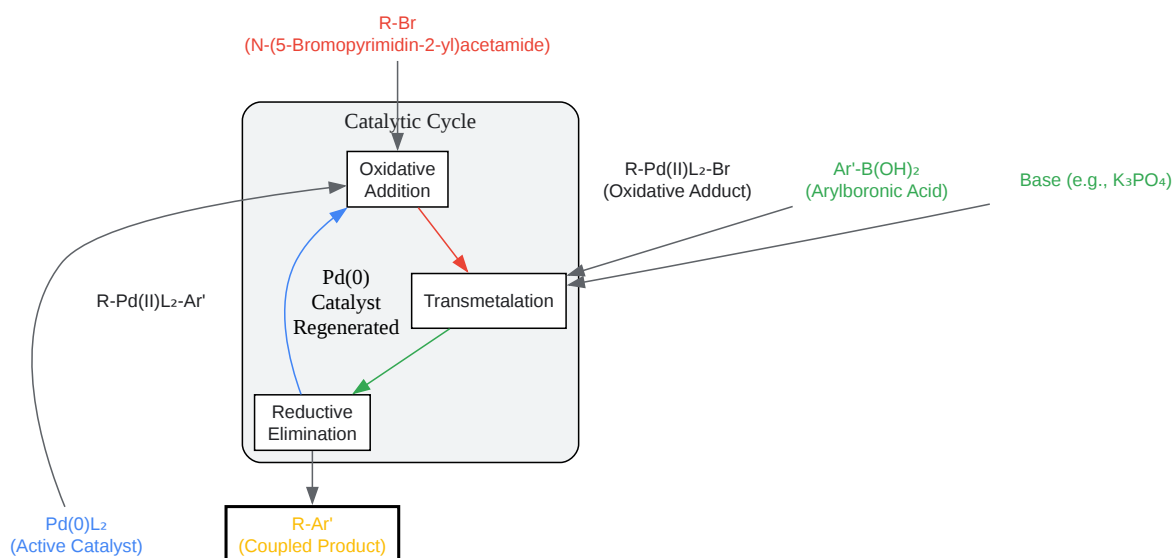 R-Br
(N-(5-Bromopyrimidin-2-yl)acetamide)
Catalytic Cycle
Oxidative
Addition
R-Pd(II)L₂-Br
(Oxidative Adduct)
Ar'-B(OH)₂
(Arylboronic Acid)
Base (e.g., K₃PO₄)
Pd(0)
Catalyst
Regenerated
Transmetalation
R-Pd(II)L₂-Ar'
Reductive
Elimination
Pd(0)L₂
(Active Catalyst)
R-Ar'
(Coupled Product)